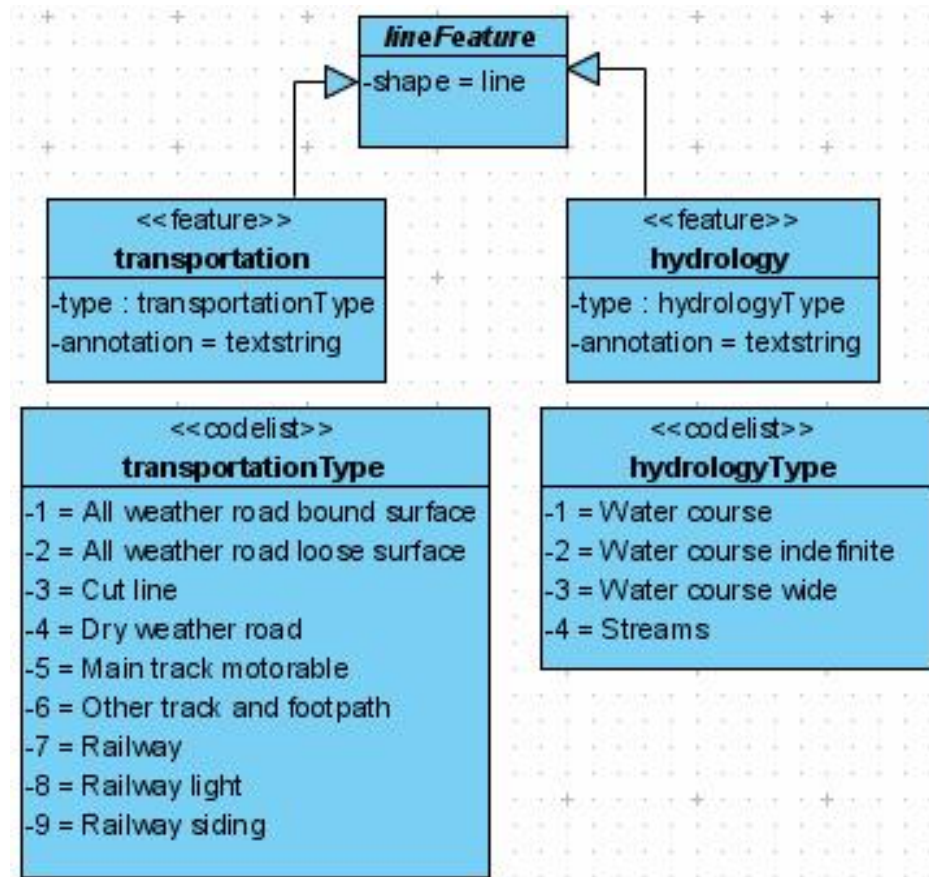 lineFeature
-shape = line
<<feature>>
transportation
-type : transportationType
-annotation = textstring
<<feature>>
hydrology
-type : hydrologyType
-annotation = textstring
<<codelist>>
transportationType
-1 = All weather road bound surface
-2 = All weather road loose surface
-3 = Cut line
-4 = Dry weather road
-5 = Main track motorable
-6 = Other track and footpath
-7 = Railway
-8 = Railway light
-9 = Railway siding
<<codelist>>
hydrologyType
-1 = Water course
-2 = Water course indefinite
-3 = Water course wide
-4 = Streams